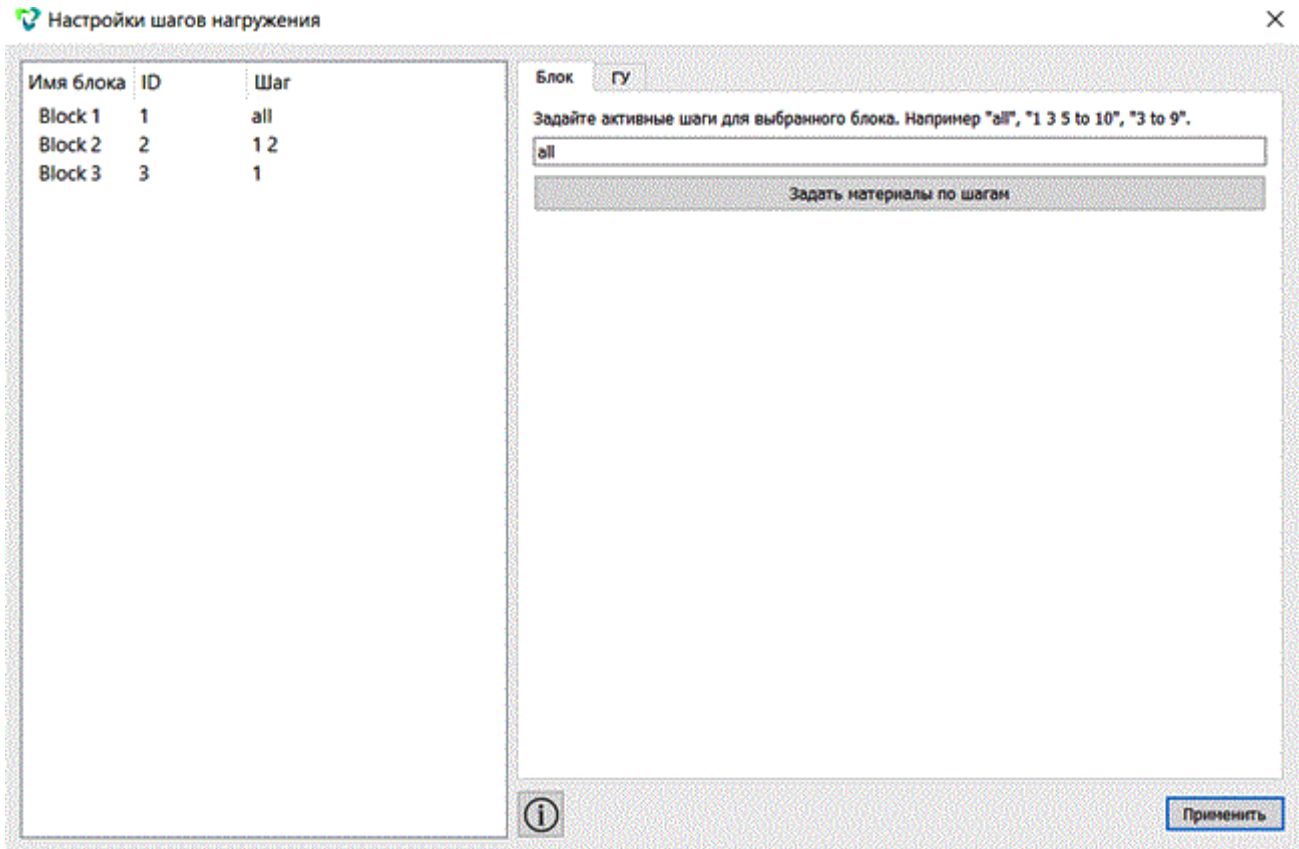 Настройки шагов нагружения
Имя блока ID Шаг
Block 1 1 all
Block 2 2 1 2
Block 3 3 1
Блок ГУ
Задайте активные шаги для выбранного блока. Например "all", "1 3 5 to 10", "3 to 9".
all
Задать материалы по шагам
Применить